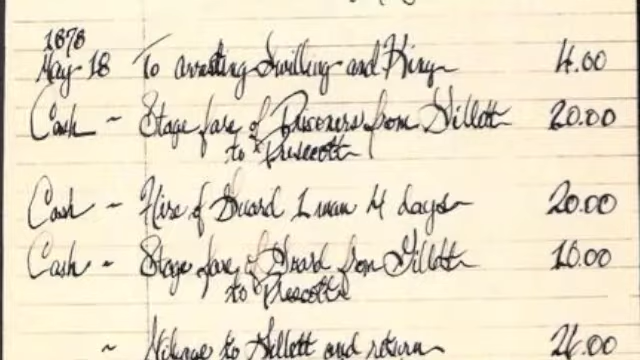 1878
May 18 To arresting Swilling and King 4.00
Cash ~ Stage fare of Prisoners from Gillett 20.00
to Prescott
Cash ~ Hire of Guard 1 man 4 days 20.00
Cash - Stage fare of Guard from Gillett 10.00
to Prescott
~ Mileage to Gillett and return 26.00